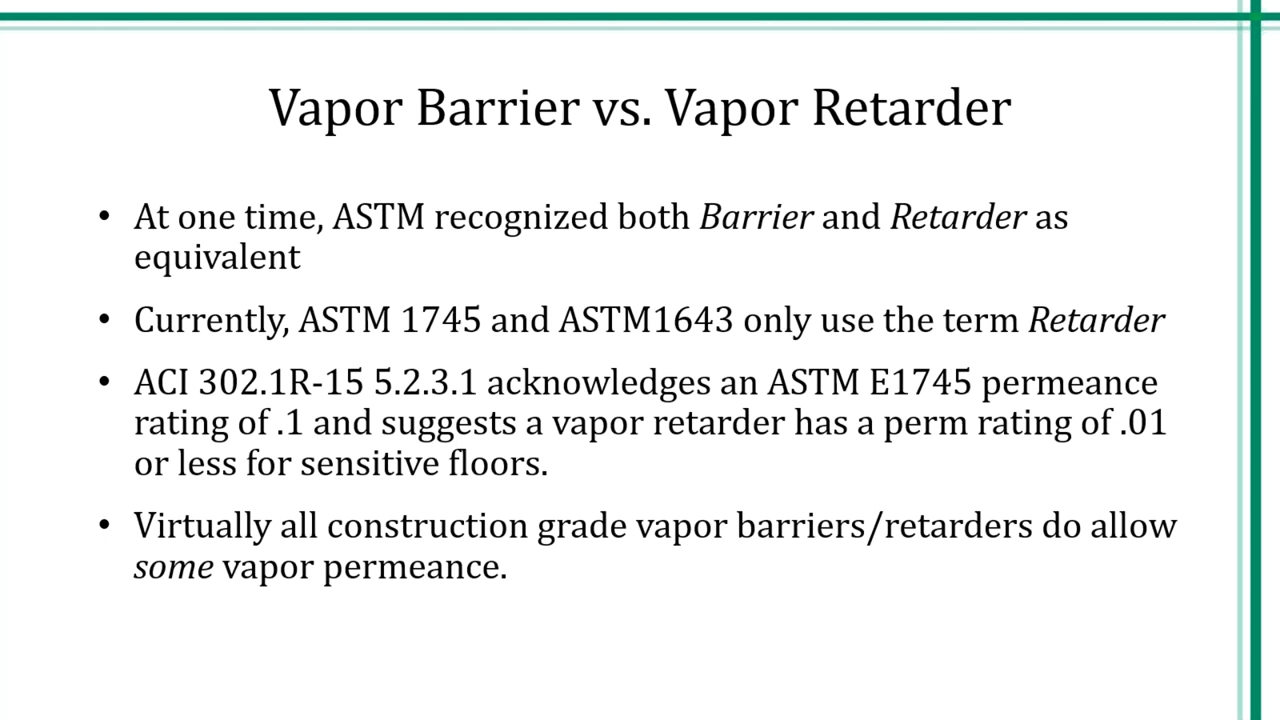 Vapor Barrier vs. Vapor Retarder
• At one time, ASTM recognized both Barrier and Retarder as
equivalent
• Currently, ASTM 1745 and ASTM1643 only use the term Retarder
• ACI 302.1R-15 5.2.3.1 acknowledges an ASTM E1745 permeance
rating of .1 and suggests a vapor retarder has a perm rating of .01
or less for sensitive floors.
• Virtually all construction grade vapor barriers/retarders do allow
some vapor permeance.